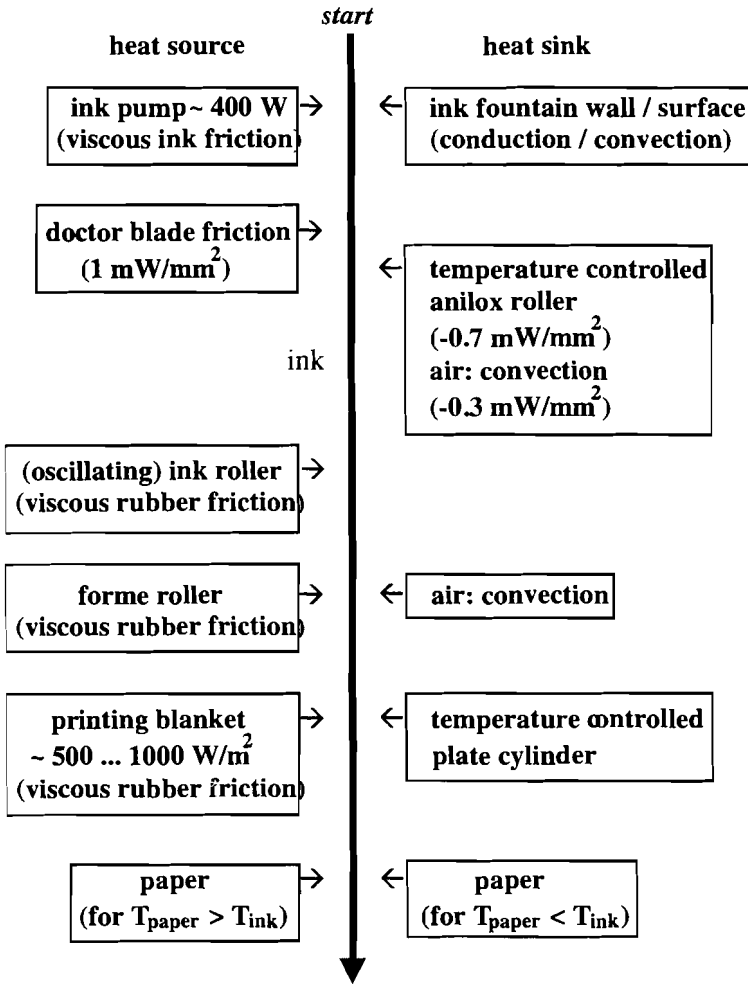 start
heat source
heat sink
ink pump ~ 400 W
(viscous ink friction)
ink fountain wall / surface
(conduction / convection)
doctor blade friction
(1 mW/mm²)
temperature controlled
anilox roller
(-0.7 mW/mm²)
air: convection
(-0.3 mW/mm²)
ink
(oscillating) ink roller
(viscous rubber friction)
forme roller
(viscous rubber friction)
air: convection
printing blanket
~ 500 ... 1000 W/m²
(viscous rubber friction)
temperature controlled
plate cylinder
paper
(for Tpaper > Tink)
paper
(for Tpaper < Tink)